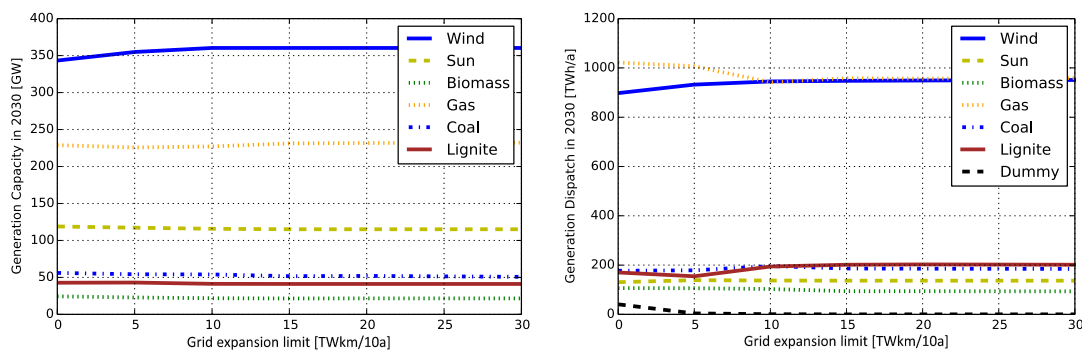 400
350
300
250
200
150
100
50
0
Generation Capacity in 2030 [GW]
Wind
Sun
Biomass
Gas
Coal
Lignite
0 5 10 15 20 25 30
Grid expansion limit [TWkm/10a]
1200
1000
800
600
400
200
0
Generation Dispatch in 2030 [TWh/a]
Wind
Sun
Biomass
Gas
Coal
Lignite
Dummy
0 5 10 15 20 25 30
Grid expansion limit [TWkm/10a]